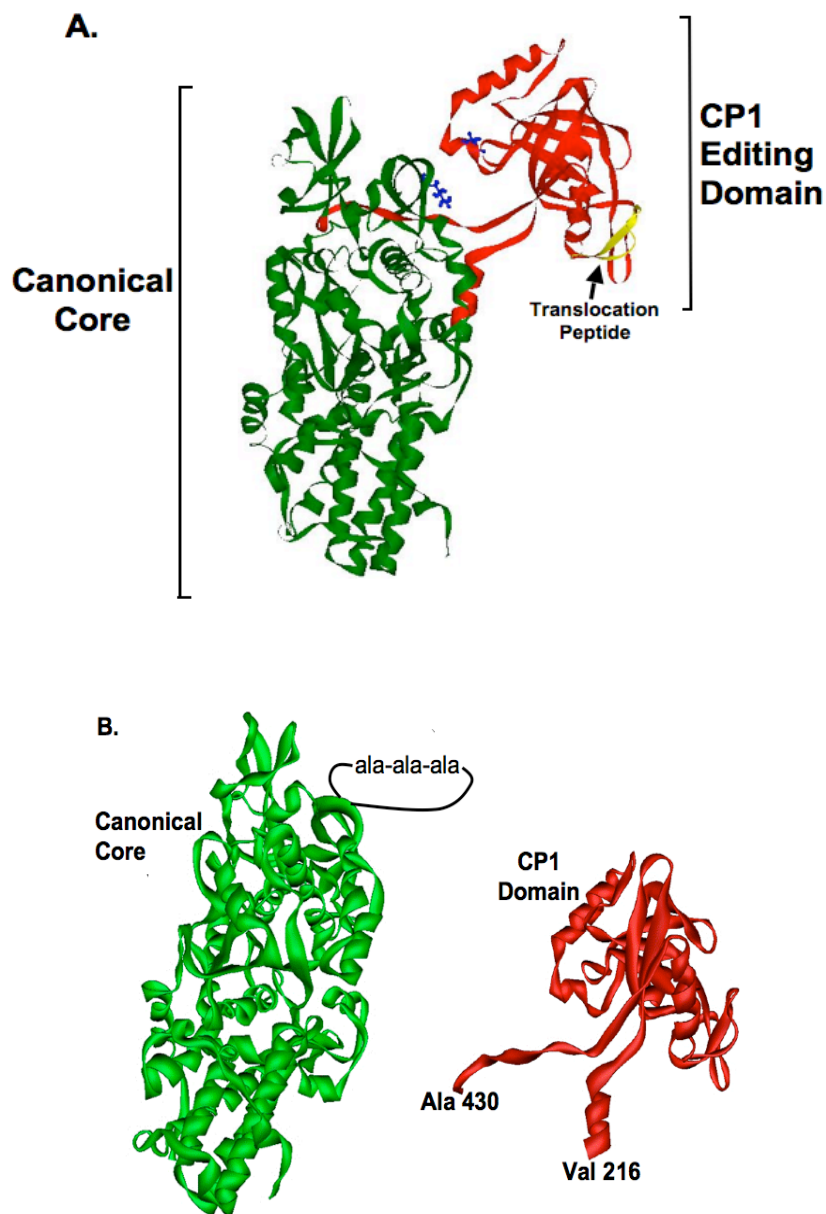 A.
CP1
Editing
Domain
Canonical
Core
Translocation
Peptide
B.
ala-ala-ala
Canonical
Core
CP1
Domain
Ala 430
Val 216